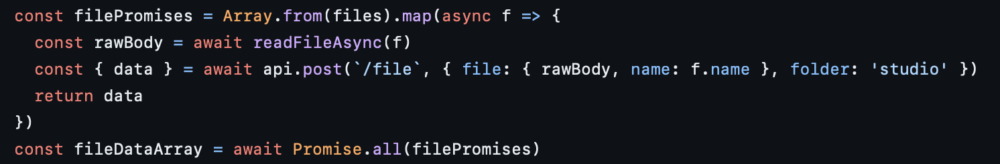 const filePromises = Array.from(files).map(async f => {
  const rawBody = await readFileAsync(f)
  const { data } = await api.post(`/file`, { file: { rawBody, name: f.name }, folder: 'studio' })
  return data
})
const fileDataArray = await Promise.all(filePromises)